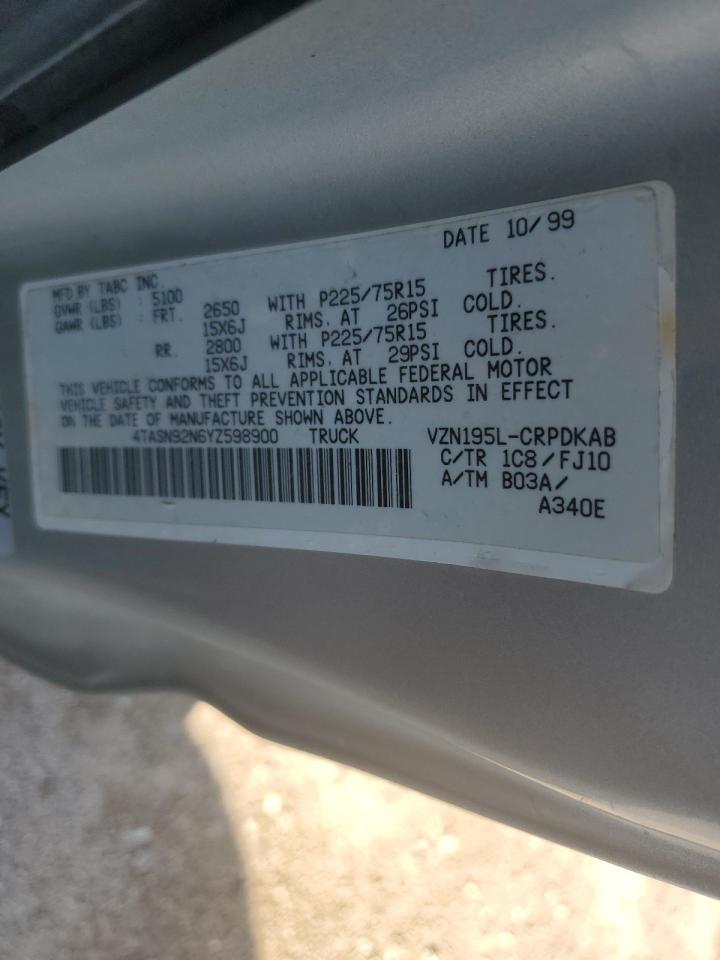 DATE 10/99
MFD BY TABC INC.
GVWR (LBS) : 5100
GAWR (LBS) : FRT. 2650 WITH P225/75R15 TIRES.
15X6J RIMS. AT 26PSI COLD.
RR. 2800 WITH P225/75R15 TIRES.
15X6J RIMS. AT 29PSI COLD.
THIS VEHICLE CONFORMS TO ALL APPLICABLE FEDERAL MOTOR
VEHICLE SAFETY AND THEFT PREVENTION STANDARDS IN EFFECT
ON THE DATE OF MANUFACTURE SHOWN ABOVE.
4TASN92N6YZ598900 TRUCK VZN195L-CRPDKAB
C/TR 1C8/FJ10
A/TM B03A/
A340E
KEY